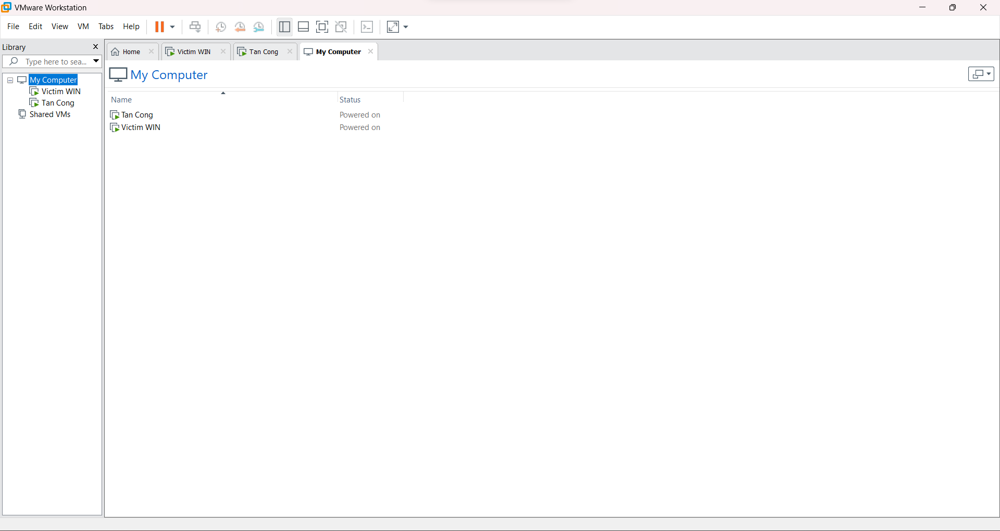 VMware Workstation
File Edit View VM Tabs Help
Library
Type here to sea...
My Computer
Victim WIN
Tan Cong
Shared VMs
Home Victim WIN Tan Cong My Computer
My Computer
Name Status
Tan Cong Powered on
Victim WIN Powered on